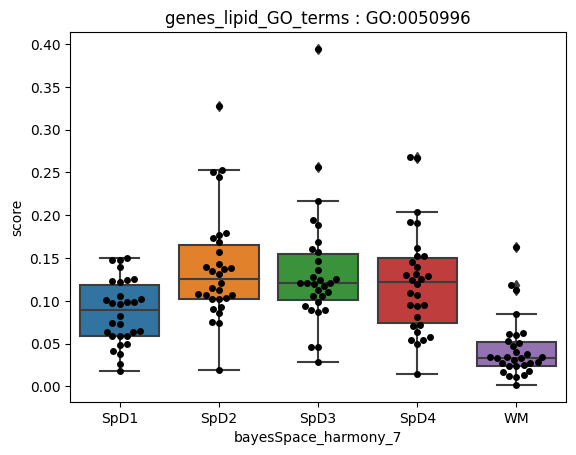 genes_lipid_GO_terms : GO:0050996
0.40
0.35
0.30
0.25
0.20
0.15
0.10
0.05
0.00
score
SpD1 SpD2 SpD3 SpD4 WM
bayesSpace_harmony_7